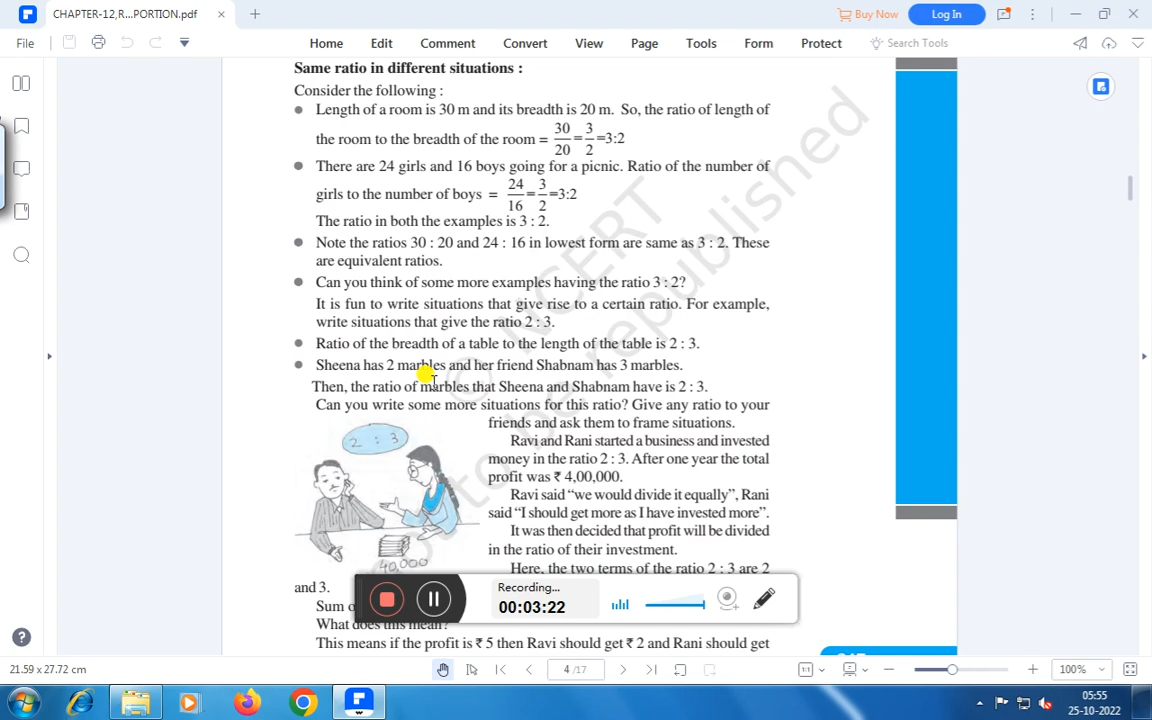 CHAPTER-12,R...PORTION.pdf
Buy Now
Log In
File
Home
Edit
Comment
Convert
View
Page
Tools
Form
Protect
Search Tools
Same ratio in different situations :
Consider the following :
Length of a room is 30 m and its breadth is 20 m. So, the ratio of length of
the room to the breadth of the room = 30/20 = 3/2 =3:2
There are 24 girls and 16 boys going for a picnic. Ratio of the number of
girls to the number of boys = 24/16 = 3/2 =3:2
The ratio in both the examples is 3 : 2.
Note the ratios 30 : 20 and 24 : 16 in lowest form are same as 3 : 2. These
are equivalent ratios.
Can you think of some more examples having the ratio 3 : 2?
It is fun to write situations that give rise to a certain ratio. For example,
write situations that give the ratio 2 : 3.
Ratio of the breadth of a table to the length of the table is 2 : 3.
Sheena has 2 marbles and her friend Shabnam has 3 marbles.
Then, the ratio of marbles that Sheena and Shabnam have is 2 : 3.
Can you write some more situations for this ratio? Give any ratio to your
friends and ask them to frame situations.
Ravi and Rani started a business and invested
money in the ratio 2 : 3. After one year the total
profit was ₹ 4,00,000.
Ravi said “we would divide it equally”, Rani
said “I should get more as I have invested more”.
It was then decided that profit will be divided
in the ratio of their investment.
Here, the two terms of the ratio 2 : 3 are 2
and 3.
Sum o
What does this mean?
This means if the profit is ₹ 5 then Ravi should get ₹ 2 and Rani should get
2 : 3
40,000
© NCERT
not to be republished
Recording...
00:03:22
21.59 x 27.72 cm
4 /17
1:1
100%
05:55
25-10-2022